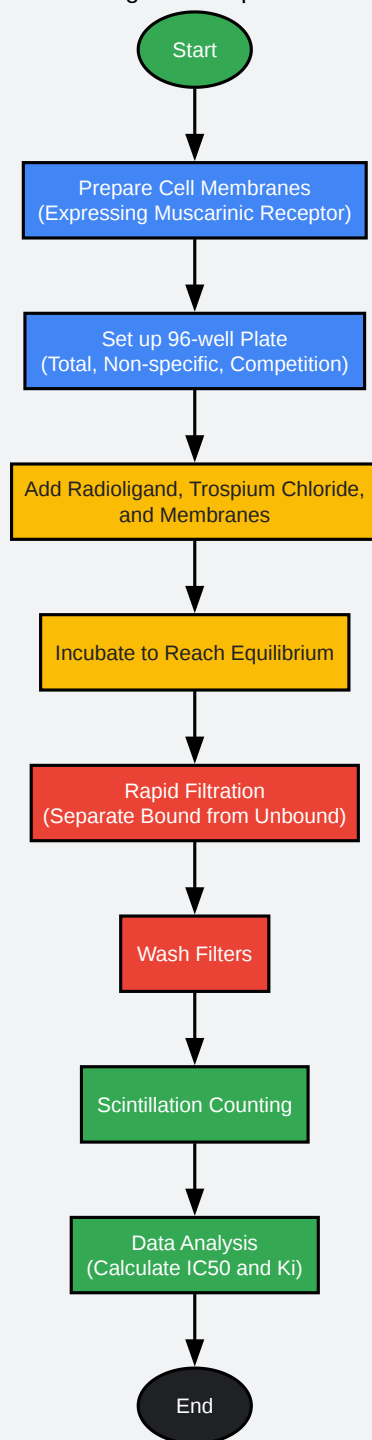 Start
Prepare Cell Membranes
(Expressing Muscarinic Receptor)
Set up 96-well Plate
(Total, Non-specific, Competition)
Add Radioligand, Trospium Chloride,
and Membranes
Incubate to Reach Equilibrium
Rapid Filtration
(Separate Bound from Unbound)
Wash Filters
Scintillation Counting
Data Analysis
(Calculate IC50 and Ki)
End